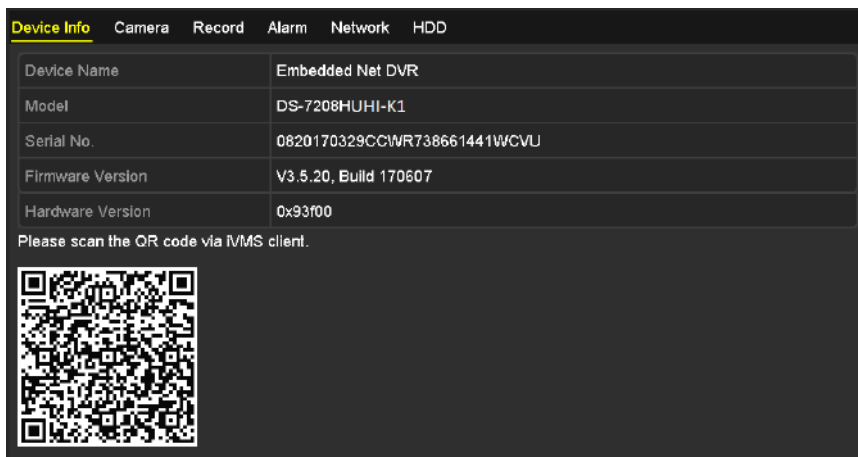 Device Info Camera Record Alarm Network HDD
Device Name Embedded Net DVR
Model DS-7208HUHI-K1
Serial No. 0820170329CCWR738661441WCVU
Firmware Version V3.5.20, Build 170607
Hardware Version 0x93f00
Please scan the QR code via iVMS client.